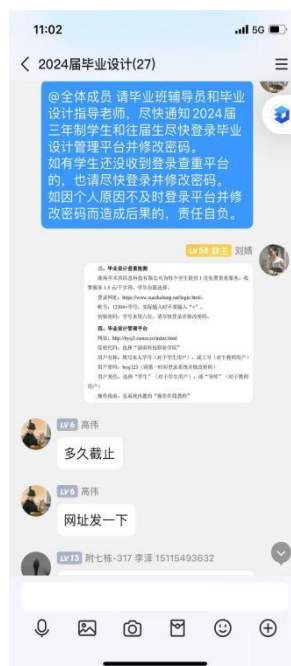 11:02
5G
2024届毕业设计(27)
@全体成员 请毕业班辅导员和毕业
设计指导老师，尽快通知2024届
三年制学生和往届生尽快登录毕业
设计管理平台并修改密码。
如有学生还没收到登录查重平台
的，也请尽快登录并修改密码。
如因个人原因不及时登录平台并修
改密码而造成后果的，责任自负。
LV58 群主 刘婧
三、毕业设计查重检测
登录网址：
四、毕业设计管理平台
LV6 高伟
多久截止
LV6 高伟
网址发一下
LV13 附七栋-317 李泽 15115493632